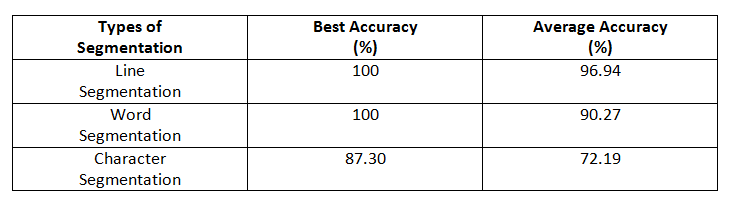 Types of Best Accuracy Average Accuracy
Segmentation (%) (%)
Line 100 96.94
Segmentation
Word 100 90.27
Segmentation
Character 87.30 72.19
Segmentation